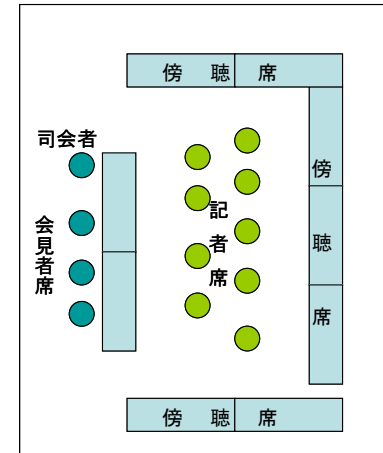 傍 聴 席
司会者
会見者席
記者席
傍聴席
傍 聴 席